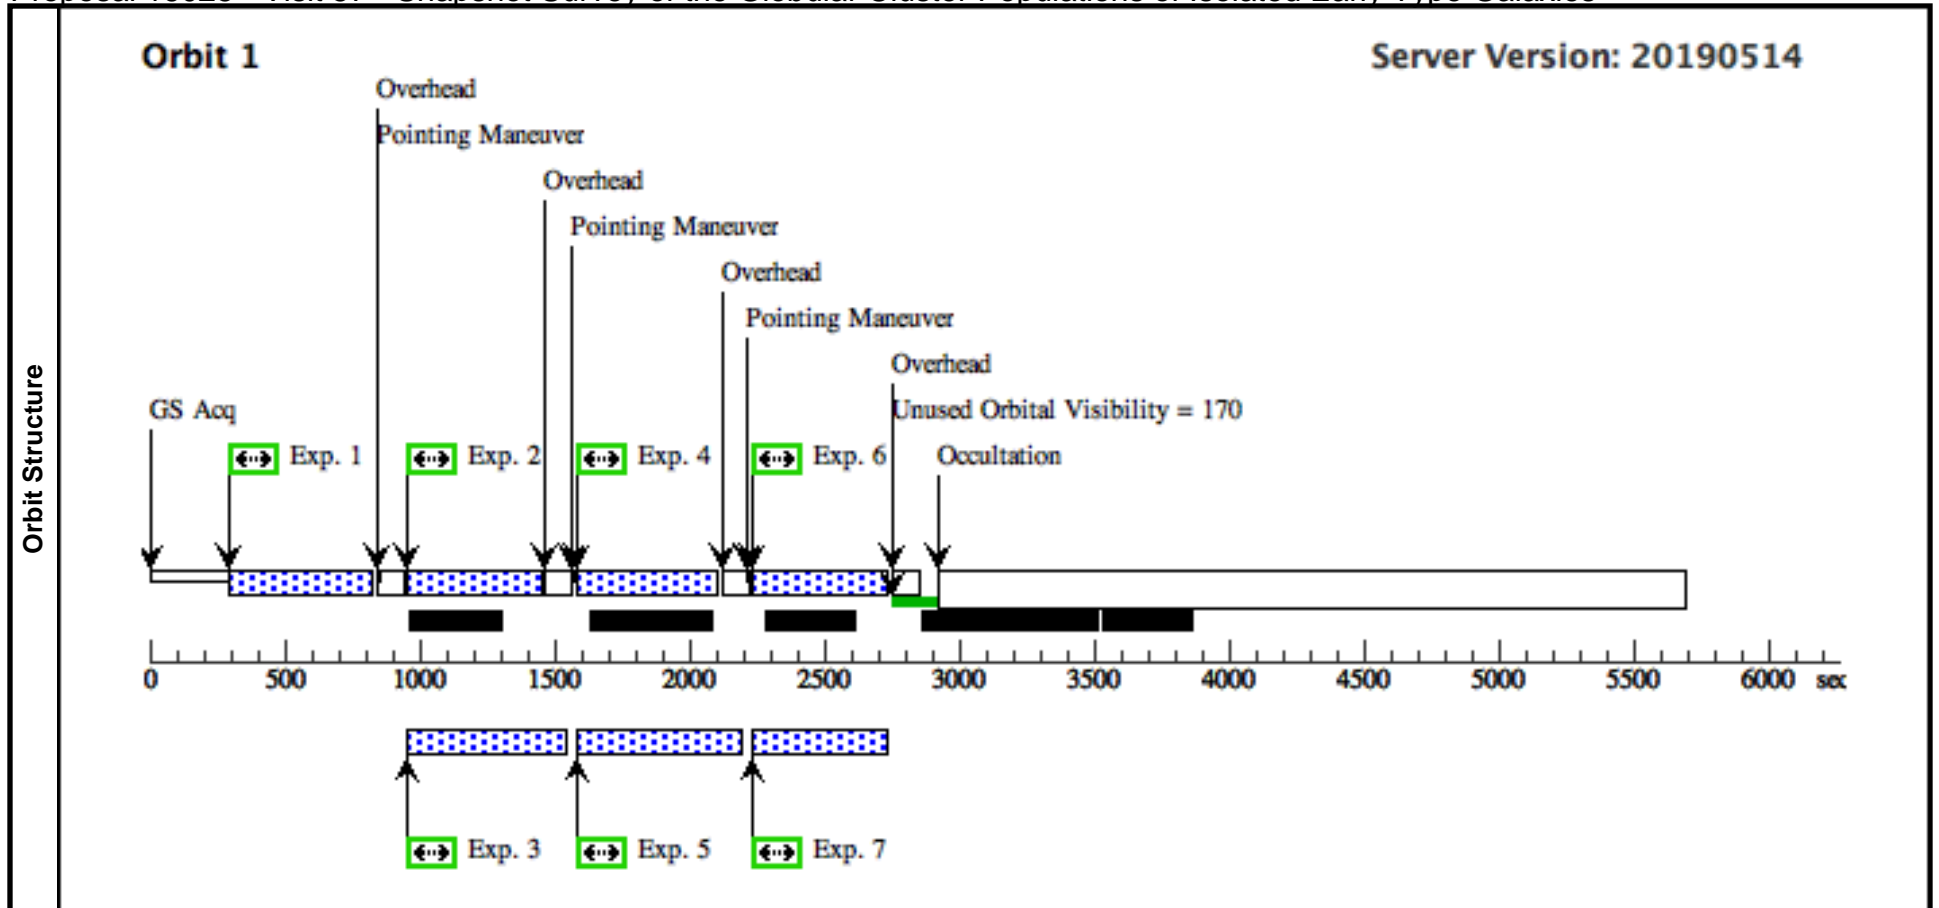 Orbit Structure
Orbit 1
Server Version: 20190514
Overhead
Pointing Maneuver
Overhead
Pointing Maneuver
Overhead
Pointing Maneuver
Overhead
GS Acq
Unused Orbital Visibility = 170
Exp. 1
Exp. 2
Exp. 4
Exp. 6
Occultation
0 500 1000 1500 2000 2500 3000 3500 4000 4500 5000 5500 6000 sec
Exp. 3
Exp. 5
Exp. 7